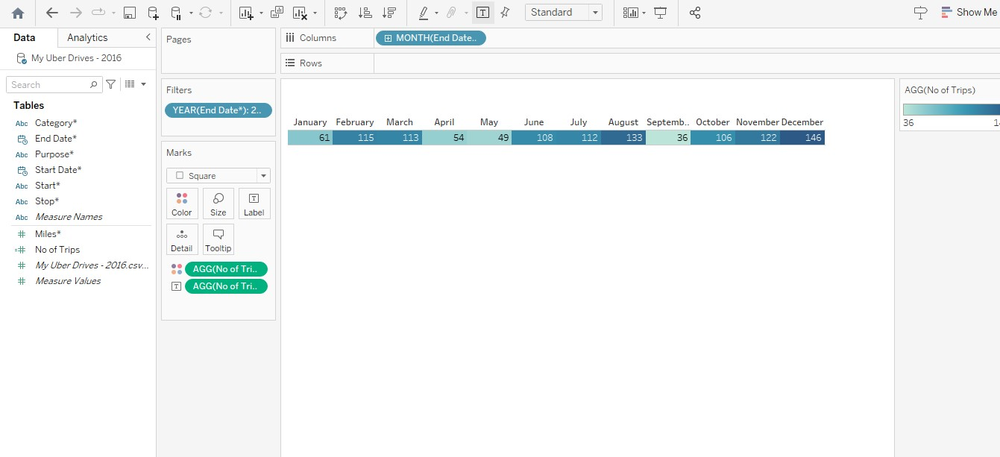 Standard
Show Me
Data
Analytics
My Uber Drives - 2016
Search
Tables
Abc Category*
End Date*
Abc Purpose*
Start Date*
Abc Start*
Abc Stop*
Abc Measure Names
# Miles*
=# No of Trips
# My Uber Drives - 2016.csv...
# Measure Values
Pages
Filters
YEAR(End Date*): 2..
Marks
Square
Color Size T Label
Detail Tooltip
AGG(No of Tri..
T AGG(No of Tri..
Columns
MONTH(End Date..
Rows
January February March April May June July August Septemb.. October November December
61 115 113 54 49 108 112 133 36 106 122 146
AGG(No of Trips)
36